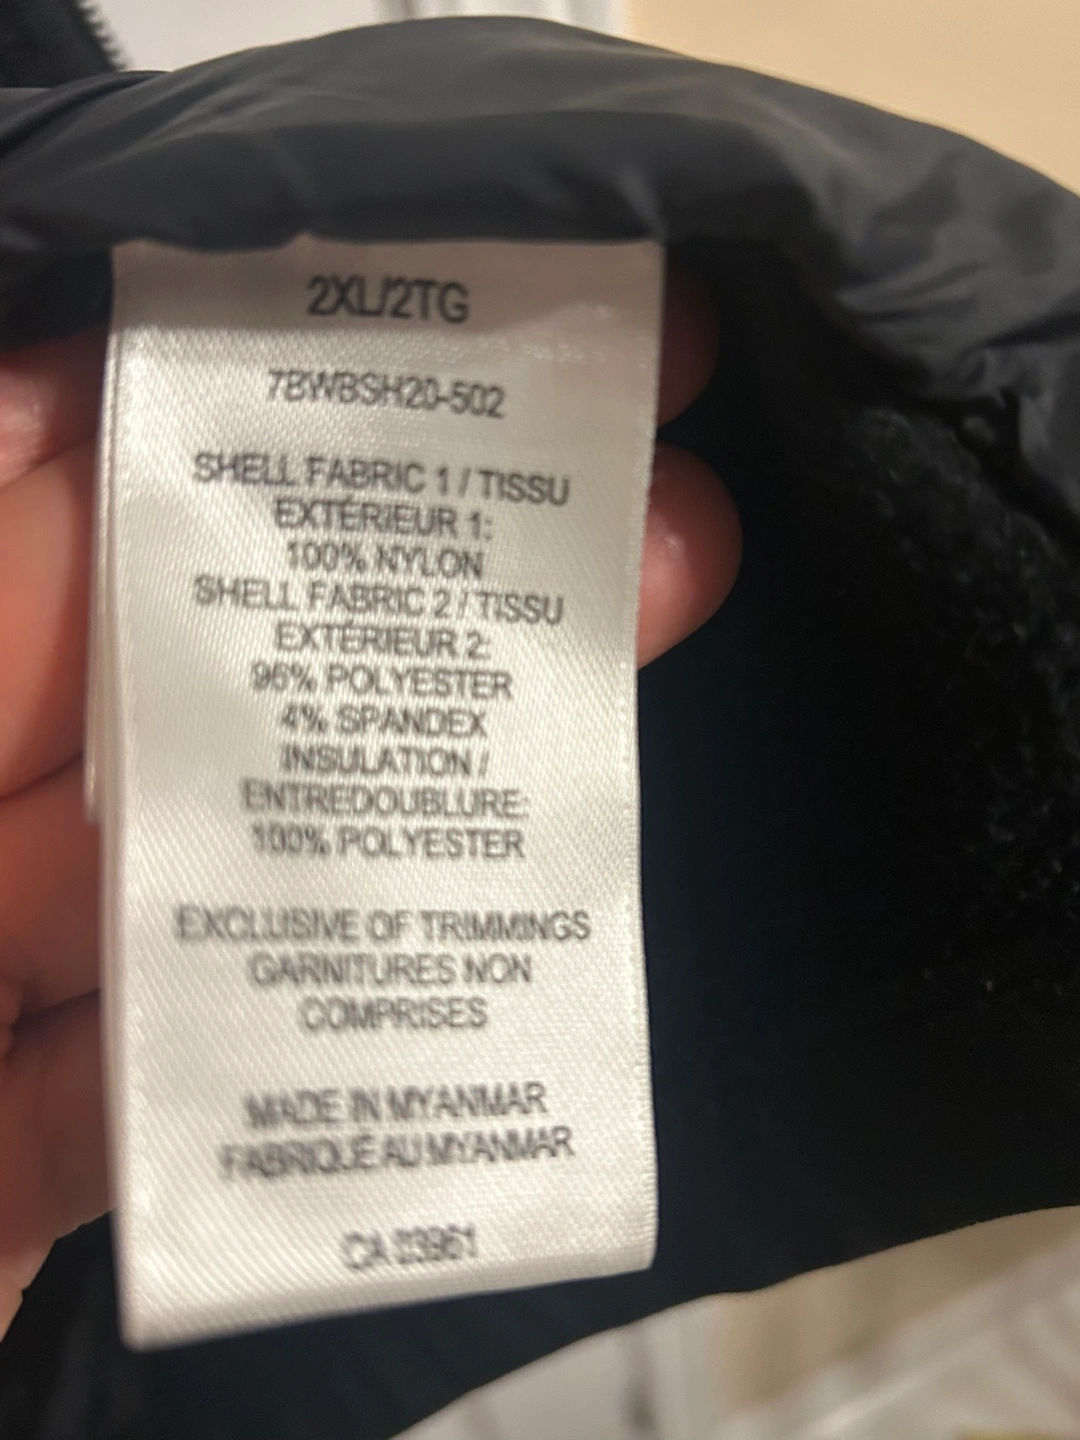 2XL/2TG
7BWBSH20-502
SHELL FABRIC 1 / TISSU
EXTÉRIEUR 1:
100% NYLON
SHELL FABRIC 2 / TISSU
EXTÉRIEUR 2:
96% POLYESTER
4% SPANDEX
INSULATION /
ENTREDOUBLURE:
100% POLYESTER
EXCLUSIVE OF TRIMMINGS
GARNITURES NON
COMPRISES
MADE IN MYANMAR
FABRIQUÉ AU MYANMAR
CA 03961